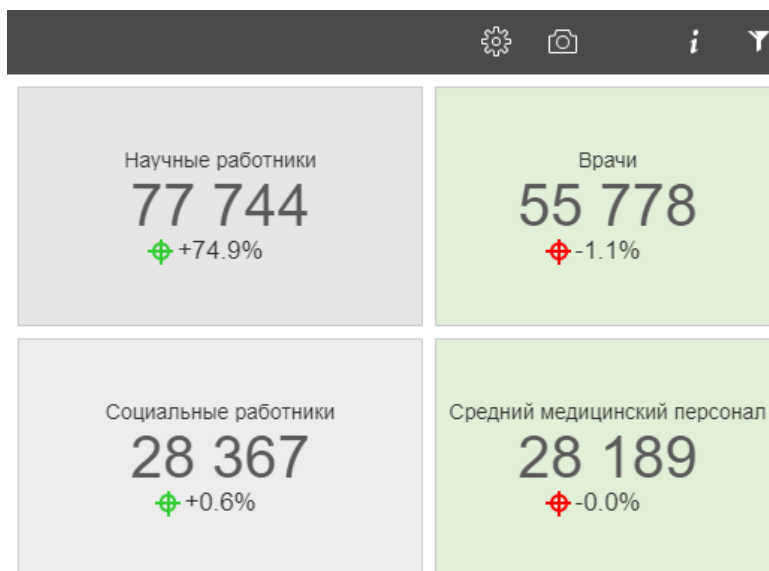 i
Научные работники
77 744
+74.9%
Врачи
55 778
-1.1%
Социальные работники
28 367
+0.6%
Средний медицинский персонал
28 189
-0.0%